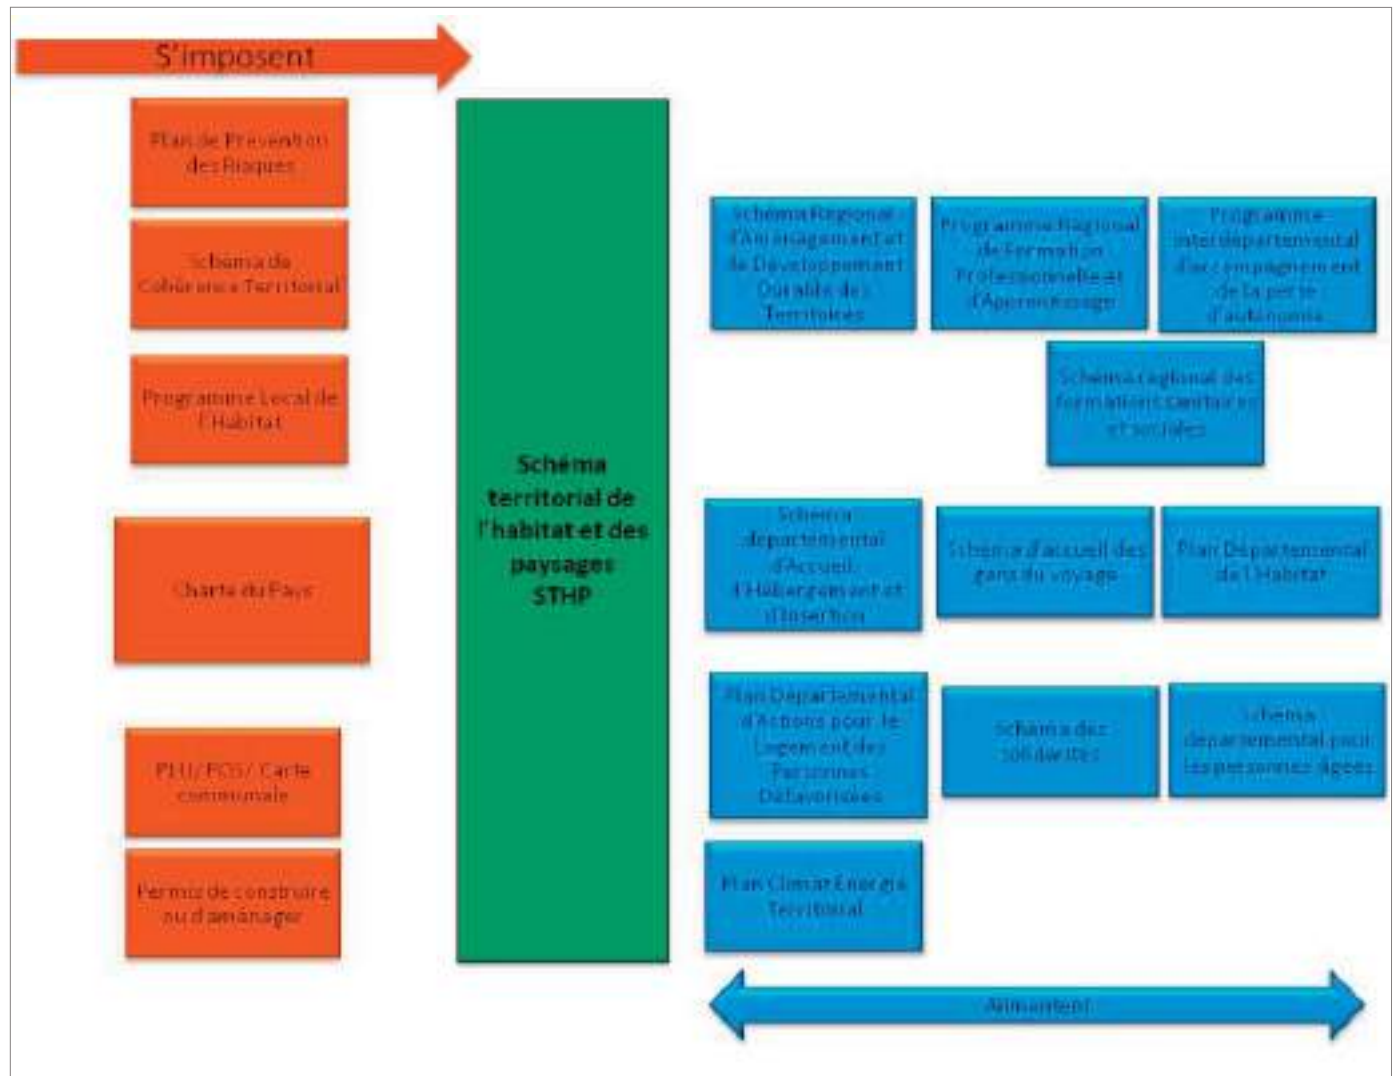 S'imposent
Plan de Prévention
des Risques
Schéma de
Cohérence Territorial
Programme Local de
l'Habitat
Charte du Pays
PLU/ POS/ Carte
communale
Permis de construire
ou d'aménager
Schéma
territorial de
l'habitat et des
paysages
STHP
Schéma Régional
d'Aménagement et
de Développement
Durable des
Territoires
Programme Régional
de Formation
Professionnelle et
d'Apprentissage
Programme
interdépartemental
d'accompagnement
de la perte
d'autonomie
Schéma régional des
formations sanitaires
et sociales
Schéma
départemental
d'Accueil,
d'Hébergement et
d'Insertion
Schéma d'accueil des
gens du voyage
Plan Départemental
de l'Habitat
Plan Départemental
d'Actions pour le
Logement des
Personnes
Défavorisées
Schéma des
solidarités
Schéma
départemental pour
les personnes âgées
Plan Climat Énergie
Territorial
Alimentent